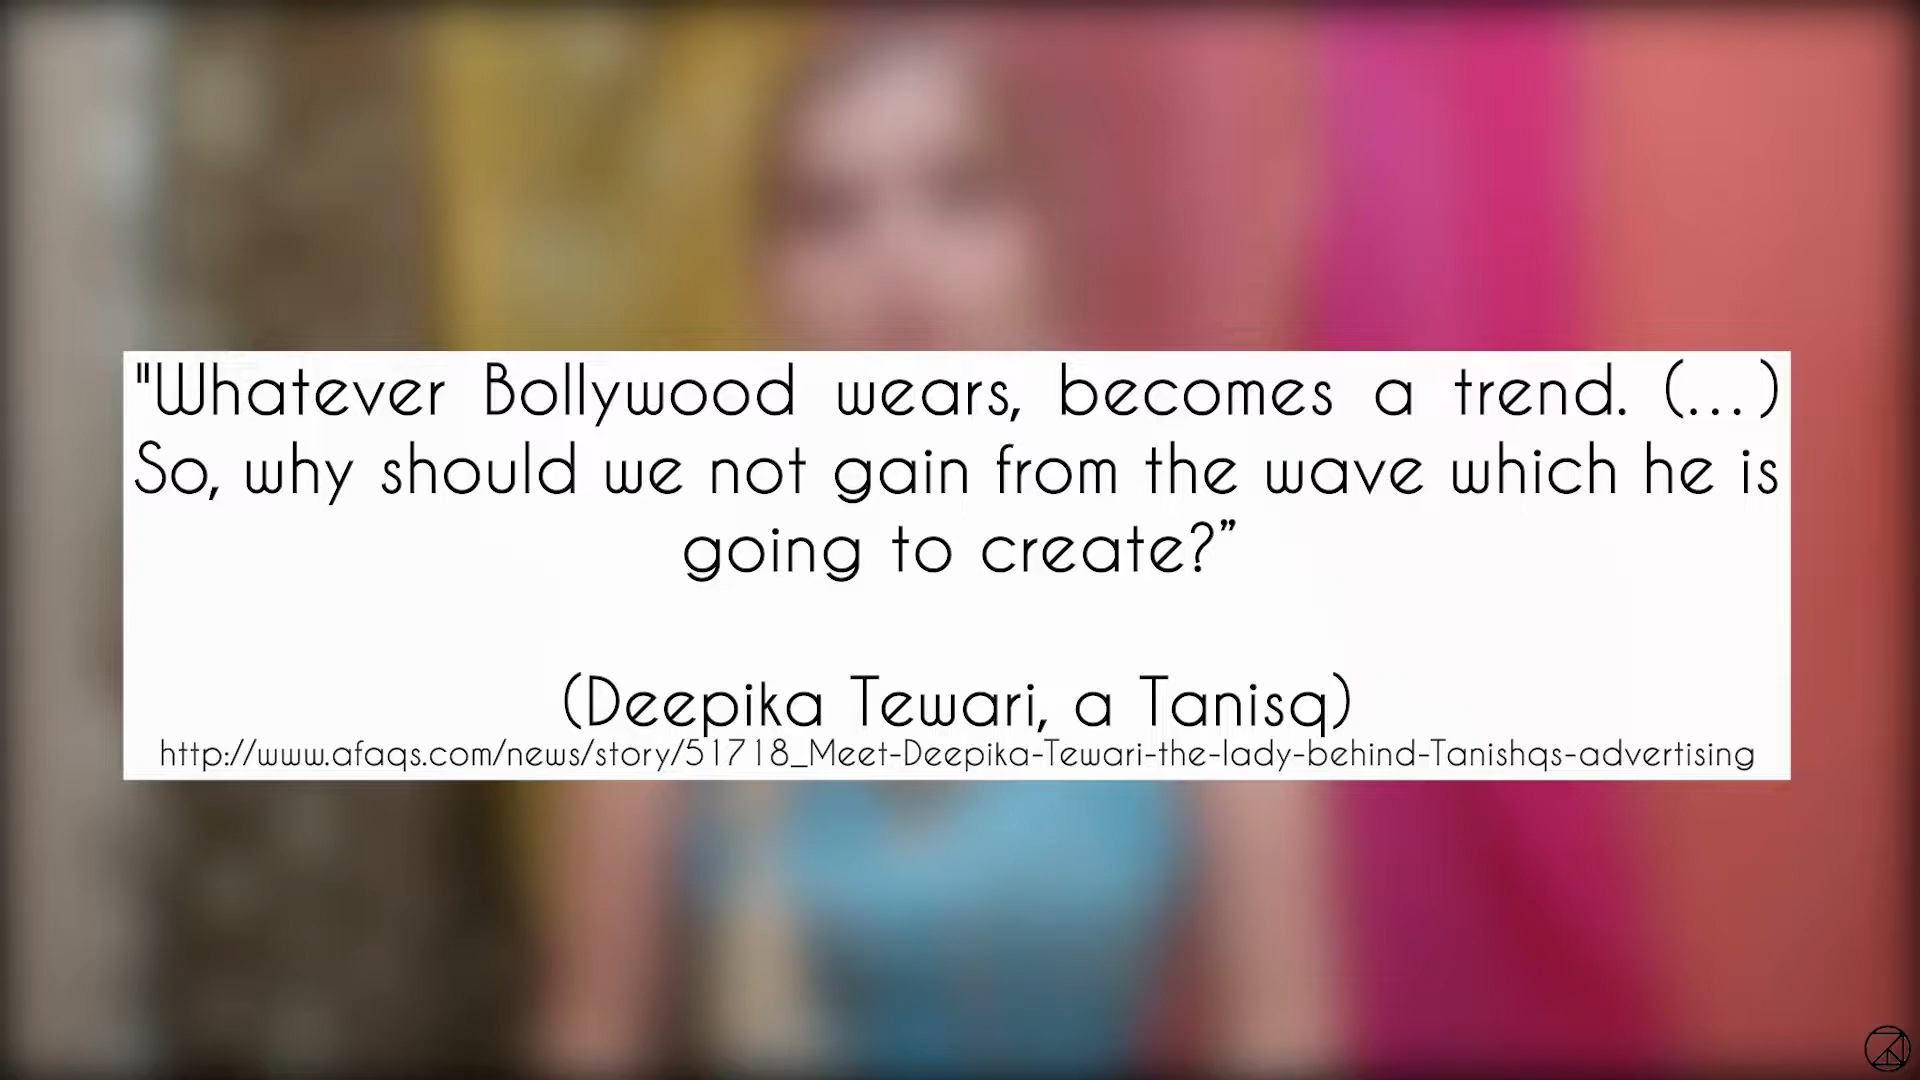 "Whatever Bollywood wears, becomes a trend. (...)
So, why should we not gain from the wave which he is
going to create?”
(Deepika Tewari, a Tanisq)
http://www.afaqs.com/news/story/51718_Meet-Deepika-Tewari-the-lady-behind-Tanishqs-advertising